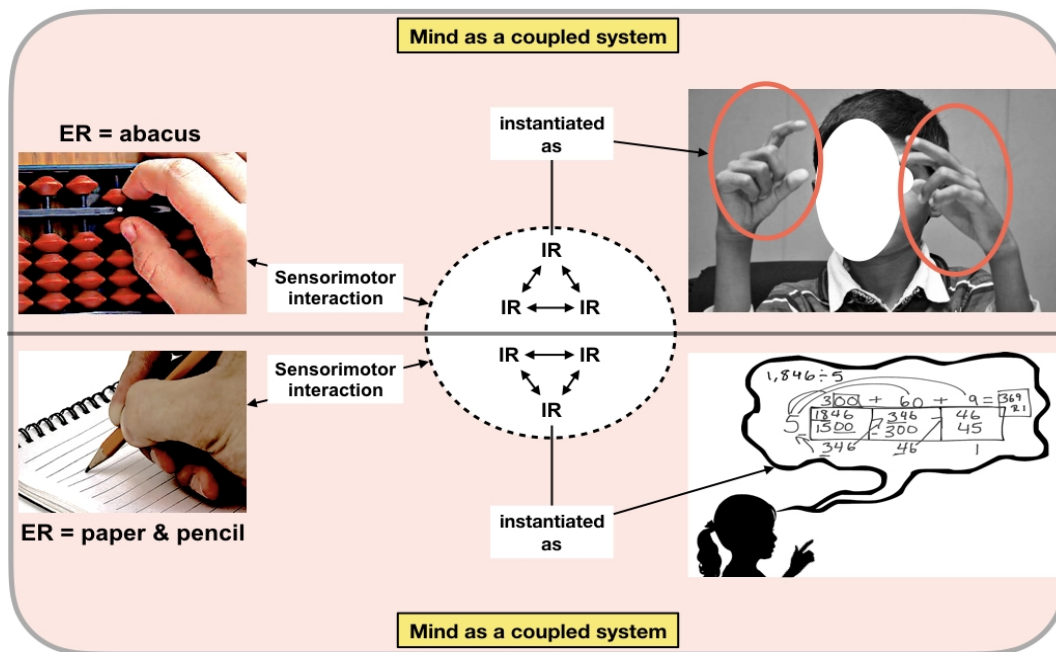 Mind as a coupled system
ER = abacus
instantiated
as
Sensorimotor
interaction
IR
IR IR
Sensorimotor
interaction
IR IR
IR
1,846÷5
300 + 60 + 9 = 369
R1
5 1846 346 46
1500 -300 45
346 46 1
ER = paper & pencil
instantiated
as
Mind as a coupled system